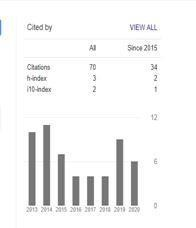 Cited by VIEW ALL
All Since 2015
Citations 70 34
h-index 3 2
i10-index 2 1
12
6
0
2013 2014 2015 2016 2017 2018 2019 2020